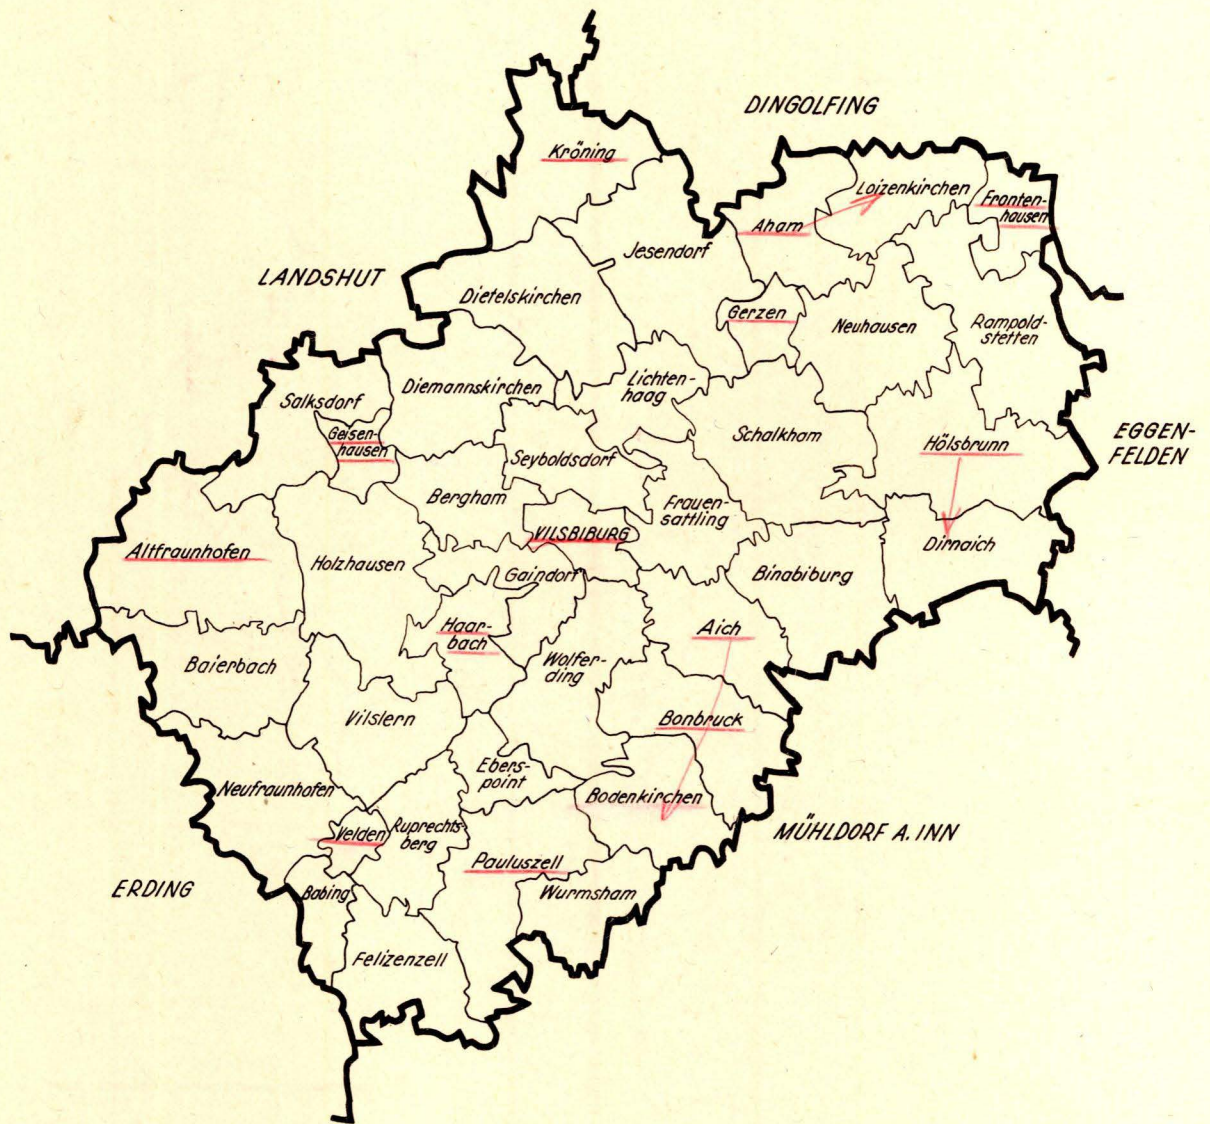 DINGOLFING
Kröning
Loizenkirchen
Fronten-
hausen
Aham
Jesendorf
LANDSHUT
Dietelskirchen
Gerzen
Neuhausen
Rampold-
stetten
Diemannskirchen
Lichten-
haag
Salksdorf
Geisen-
hausen
Seyboldsdorf
Schalkham
Hölsbrunn
EGGEN-
FELDEN
Bergham
Frauen-
sattling
VILSBIBURG
Altfraunhofen
Holzhausen
Gaindorf
Binabiburg
Dirnaich
Haar-
bach
Aich
Baierbach
Wolfer-
ding
Vilslern
Bonbruck
Ebers-
point
Neufraunhofen
Bodenkirchen
Velden
Ruprechts-
berg
MÜHLDORF A. INN
Pauluszell
ERDING
Babing
Wurmsham
Felizenzell